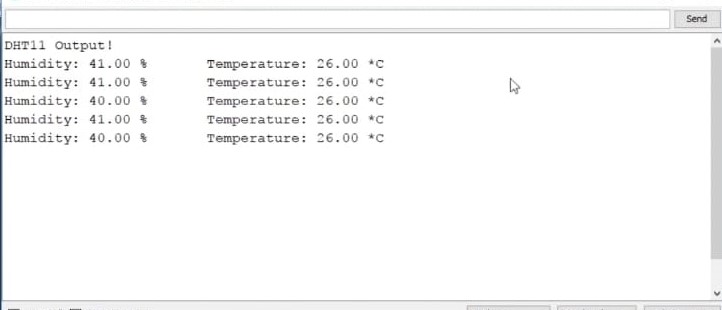 Send
DHT11 Output!
Humidity: 41.00 %        Temperature: 26.00 *C
Humidity: 41.00 %        Temperature: 26.00 *C
Humidity: 40.00 %        Temperature: 26.00 *C
Humidity: 41.00 %        Temperature: 26.00 *C
Humidity: 40.00 %        Temperature: 26.00 *C